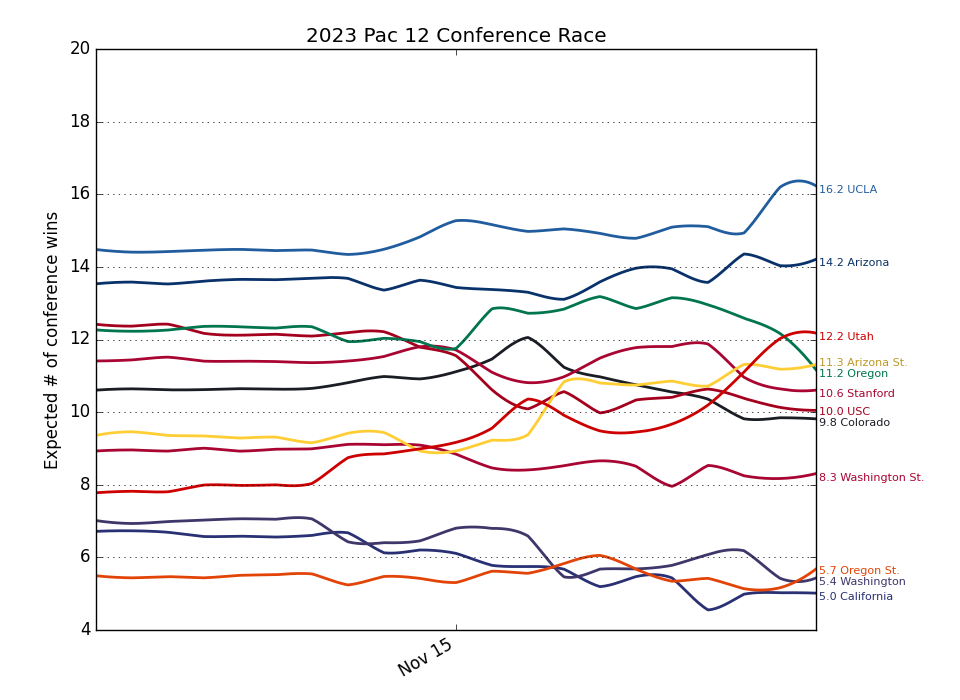 2023 Pac 12 Conference Race
Expected # of conference wins
20
18
16
14
12
10
8
6
4
Nov 15
16.2 UCLA
14.2 Arizona
12.2 Utah
11.3 Arizona St.
11.2 Oregon
10.6 Stanford
10.0 USC
9.8 Colorado
8.3 Washington St.
5.7 Oregon St.
5.4 Washington
5.0 California